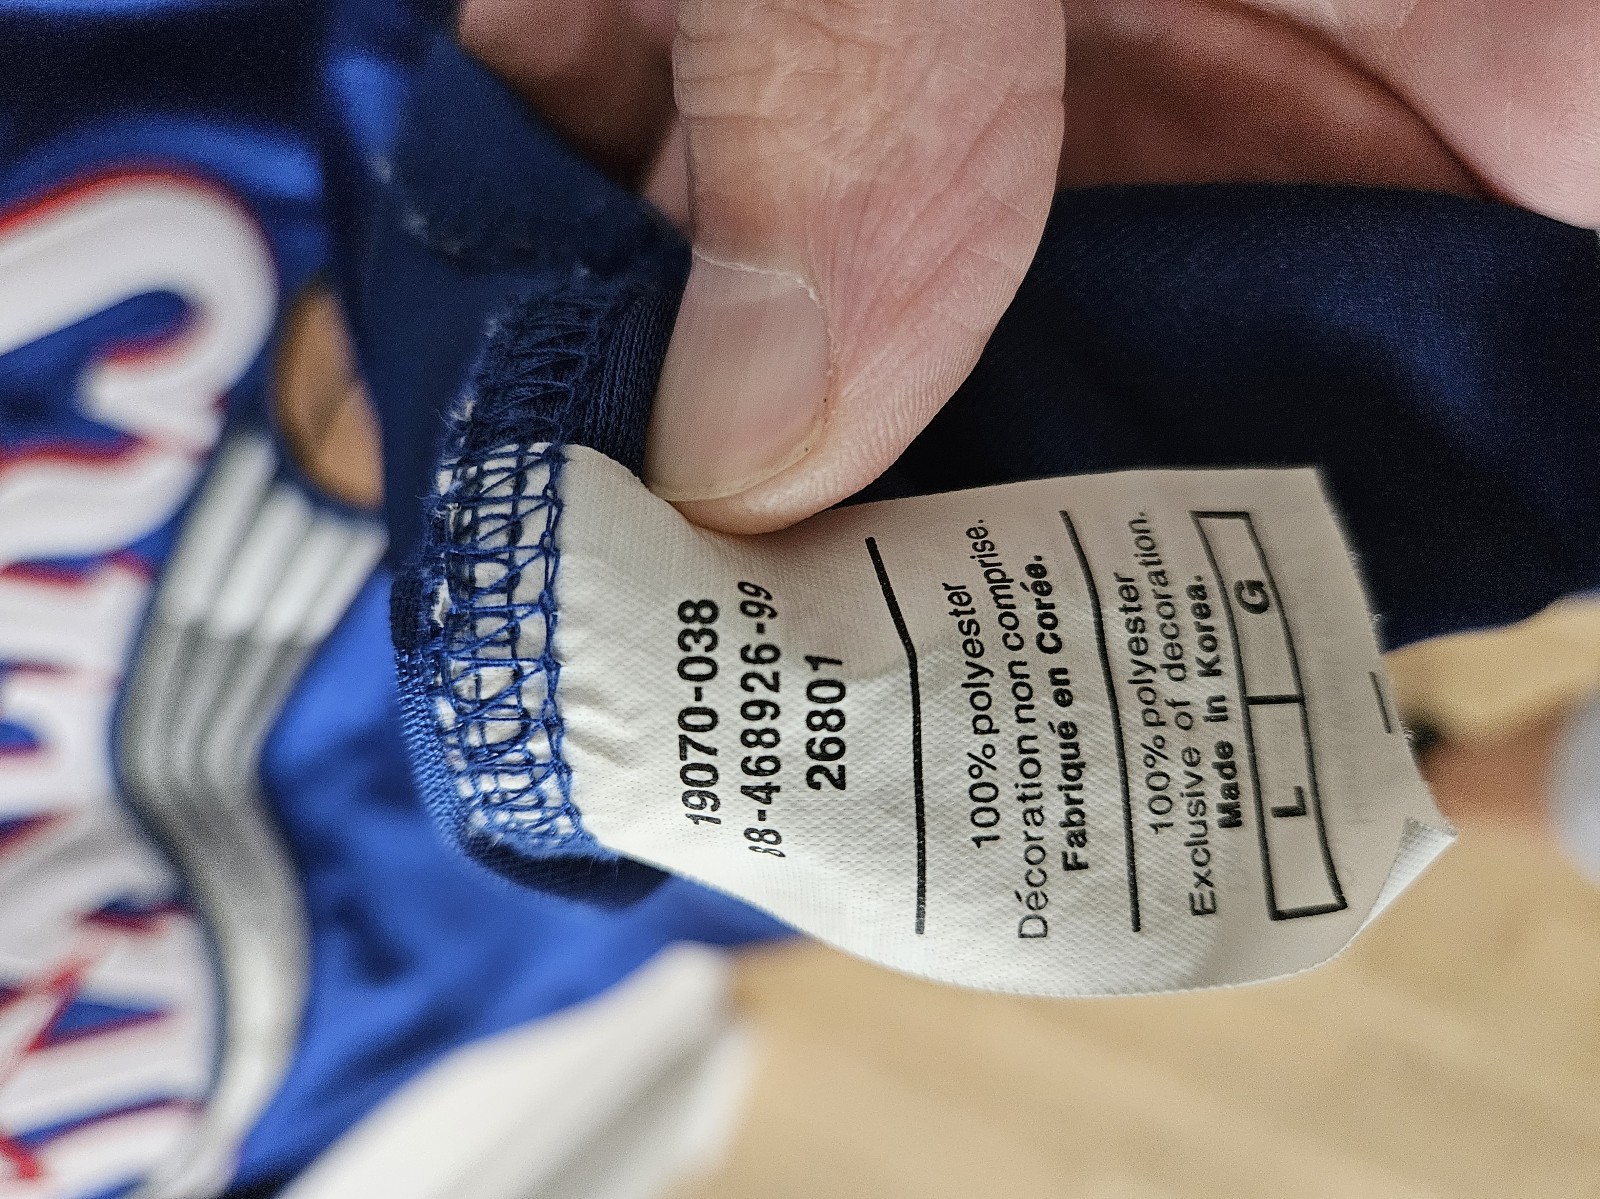 19070-038
88-468926-99
26801
100% polyester
Décoration non comprise.
Fabriqué en Corée.
100% polyester
Exclusive of decoration.
Made in Korea.
L G